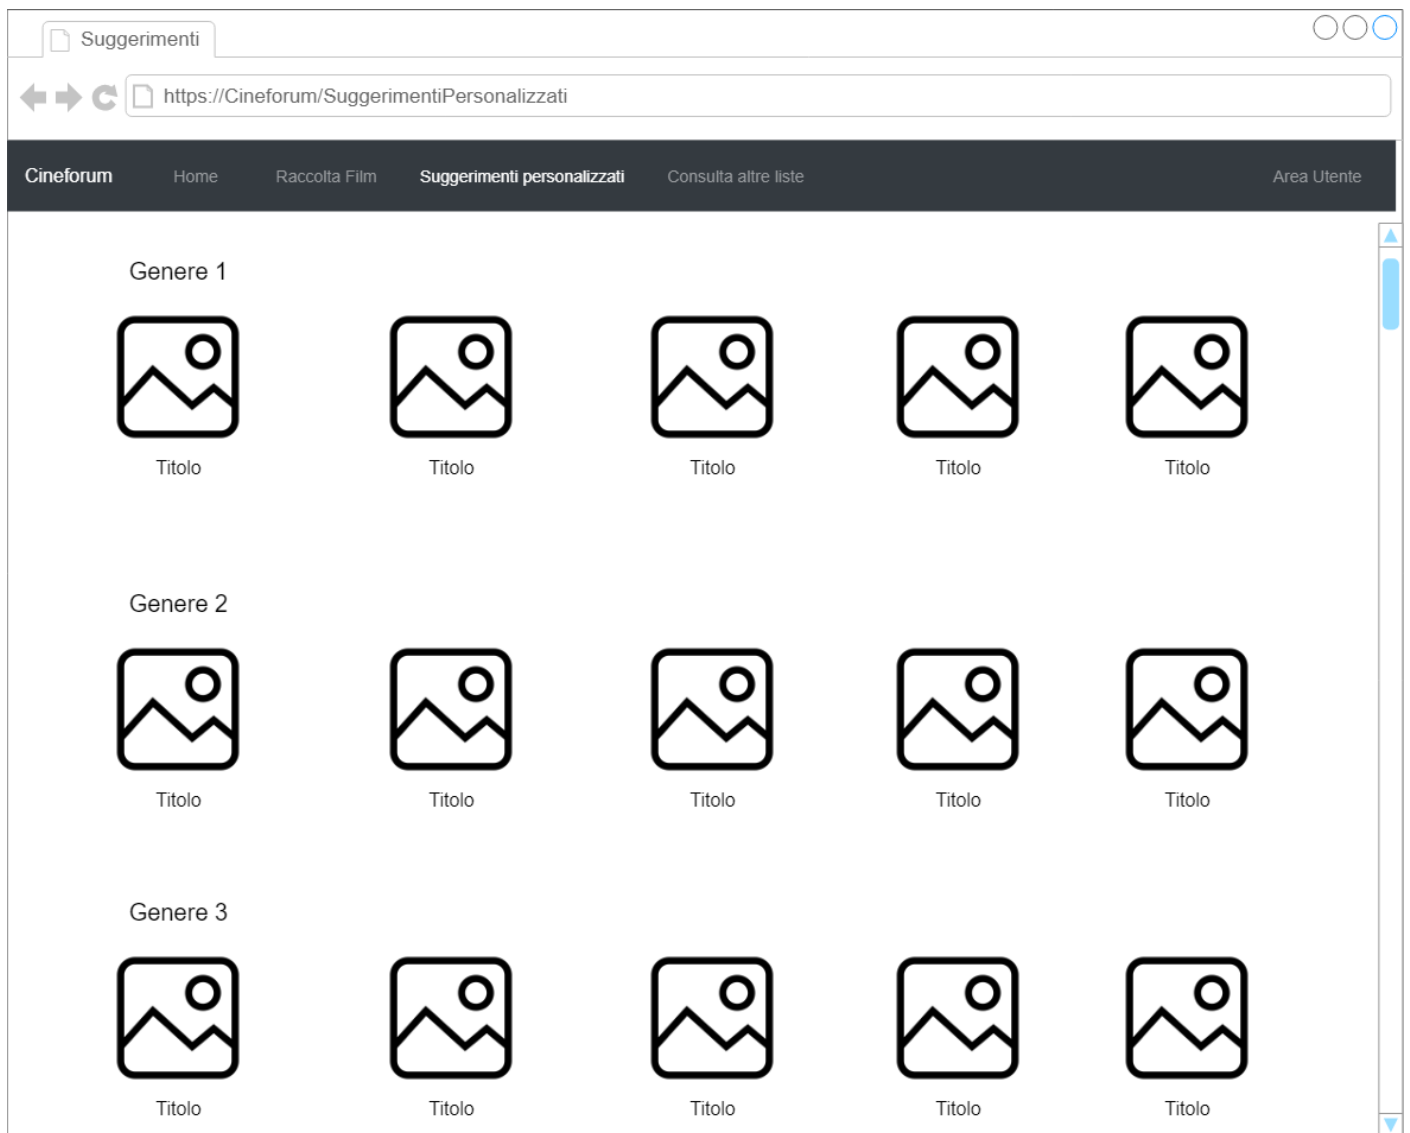 Suggerimenti
https://Cineforum/SuggerimentiPersonalizzati
Cineforum Home Raccolta Film Suggerimenti personalizzati Consulta altre liste Area Utente
Genere 1
Titolo Titolo Titolo Titolo Titolo
Genere 2
Titolo Titolo Titolo Titolo Titolo
Genere 3
Titolo Titolo Titolo Titolo Titolo